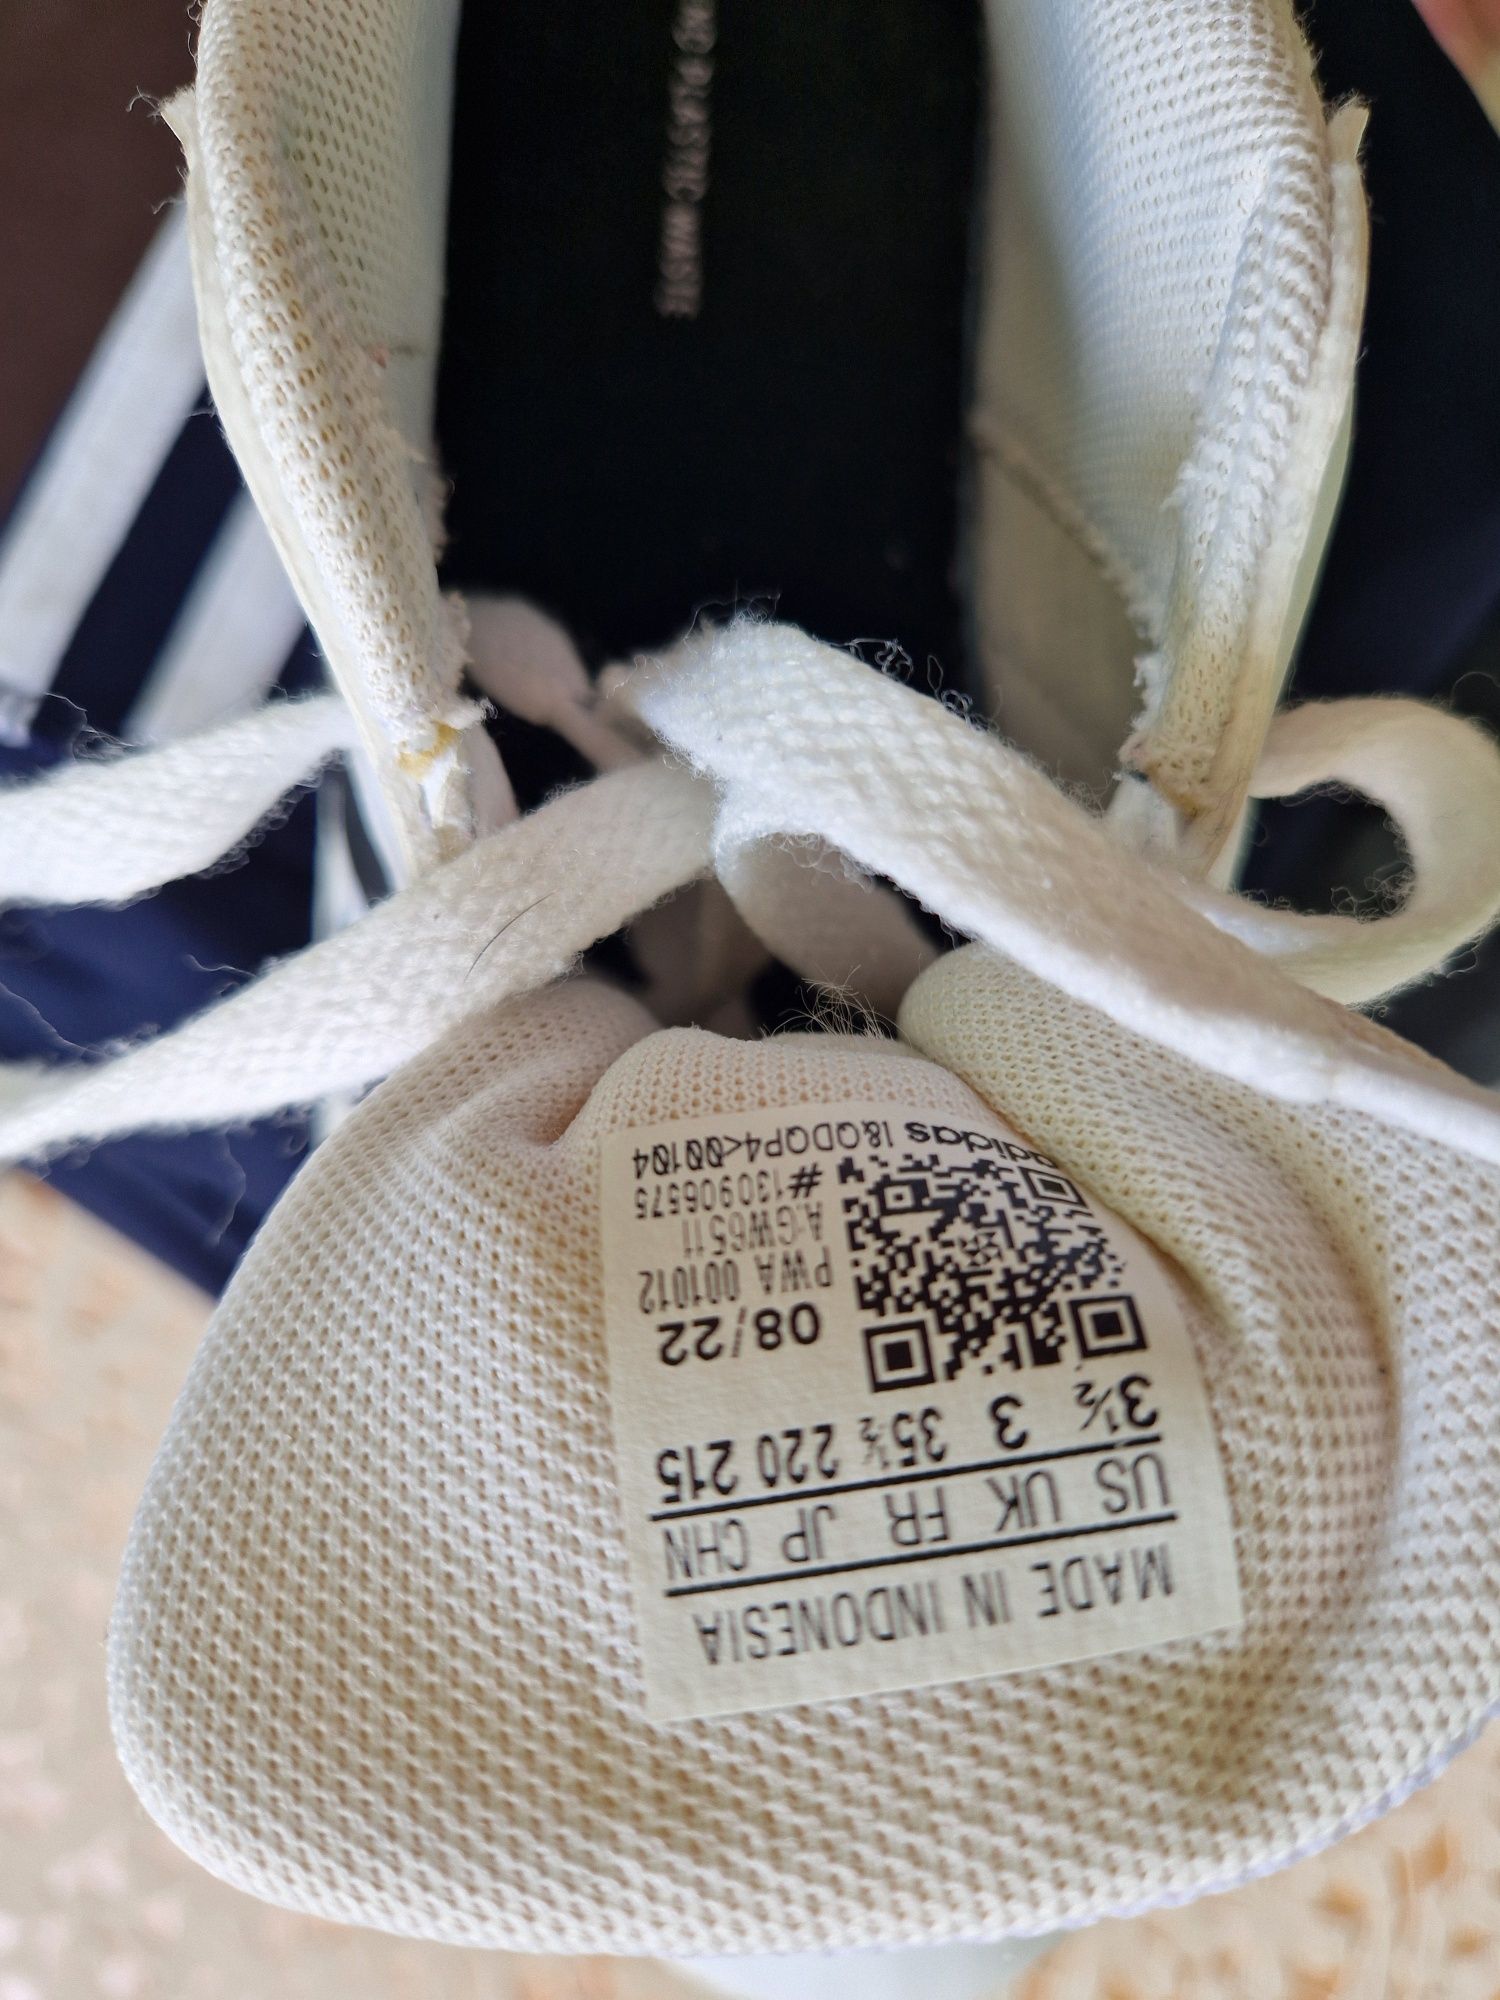 MADE IN INDONESIA
US UK FR JP CHN
3½ 3 35½ 220 215
08/22
PWA 001012
A:GW6511
#130906575
adidas I&QDQP4<00104
PLASTIC WASTE